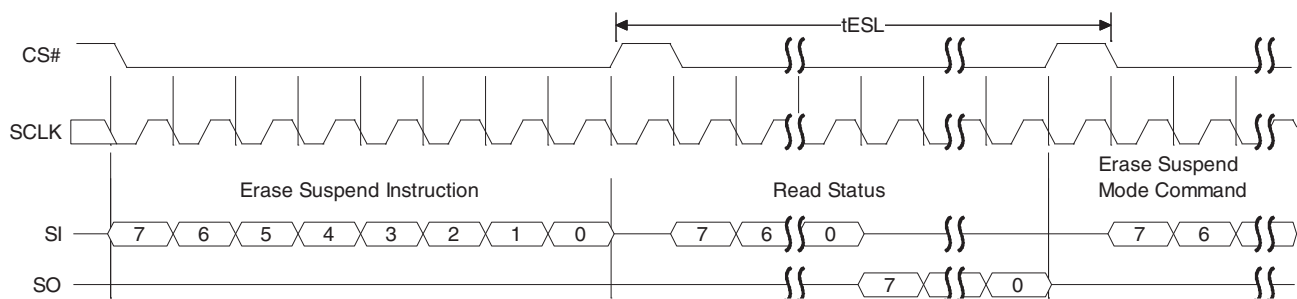 tESL
CS#
SCLK
Erase Suspend Instruction
Read Status
Erase Suspend
Mode Command
SI
7 6 5 4 3 2 1 0
7 6 0
7 6
SO
7 0